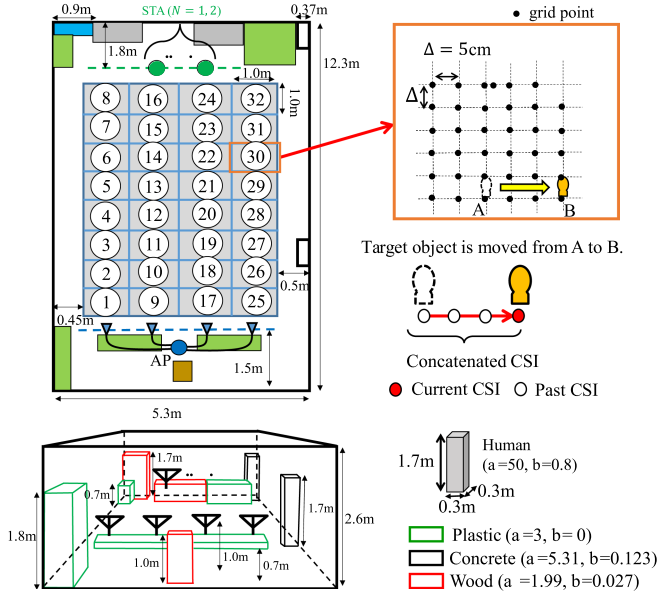 0.9m
STA (N = 1, 2)
0.37m
1.8m
12.3m
1.0m
1.0m
8 16 24 32
7 15 23 31
6 14 22 30
5 13 21 29
4 12 20 28
3 11 19 27
2 10 18 26
1 9 17 25
0.5m
0.45m
AP
1.5m
5.3m
grid point
Δ = 5cm
Δ
A
B
Target object is moved from A to B.
Concatenated CSI
Current CSI
Past CSI
1.7m
0.7m
1.8m
1.0m
1.0m
0.7m
1.7m
2.6m
1.7m
Human
(a=50, b=0.8)
0.3m
0.3m
Plastic (a=3, b= 0)
Concrete (a=5.31, b=0.123)
Wood (a =1.99, b=0.027)